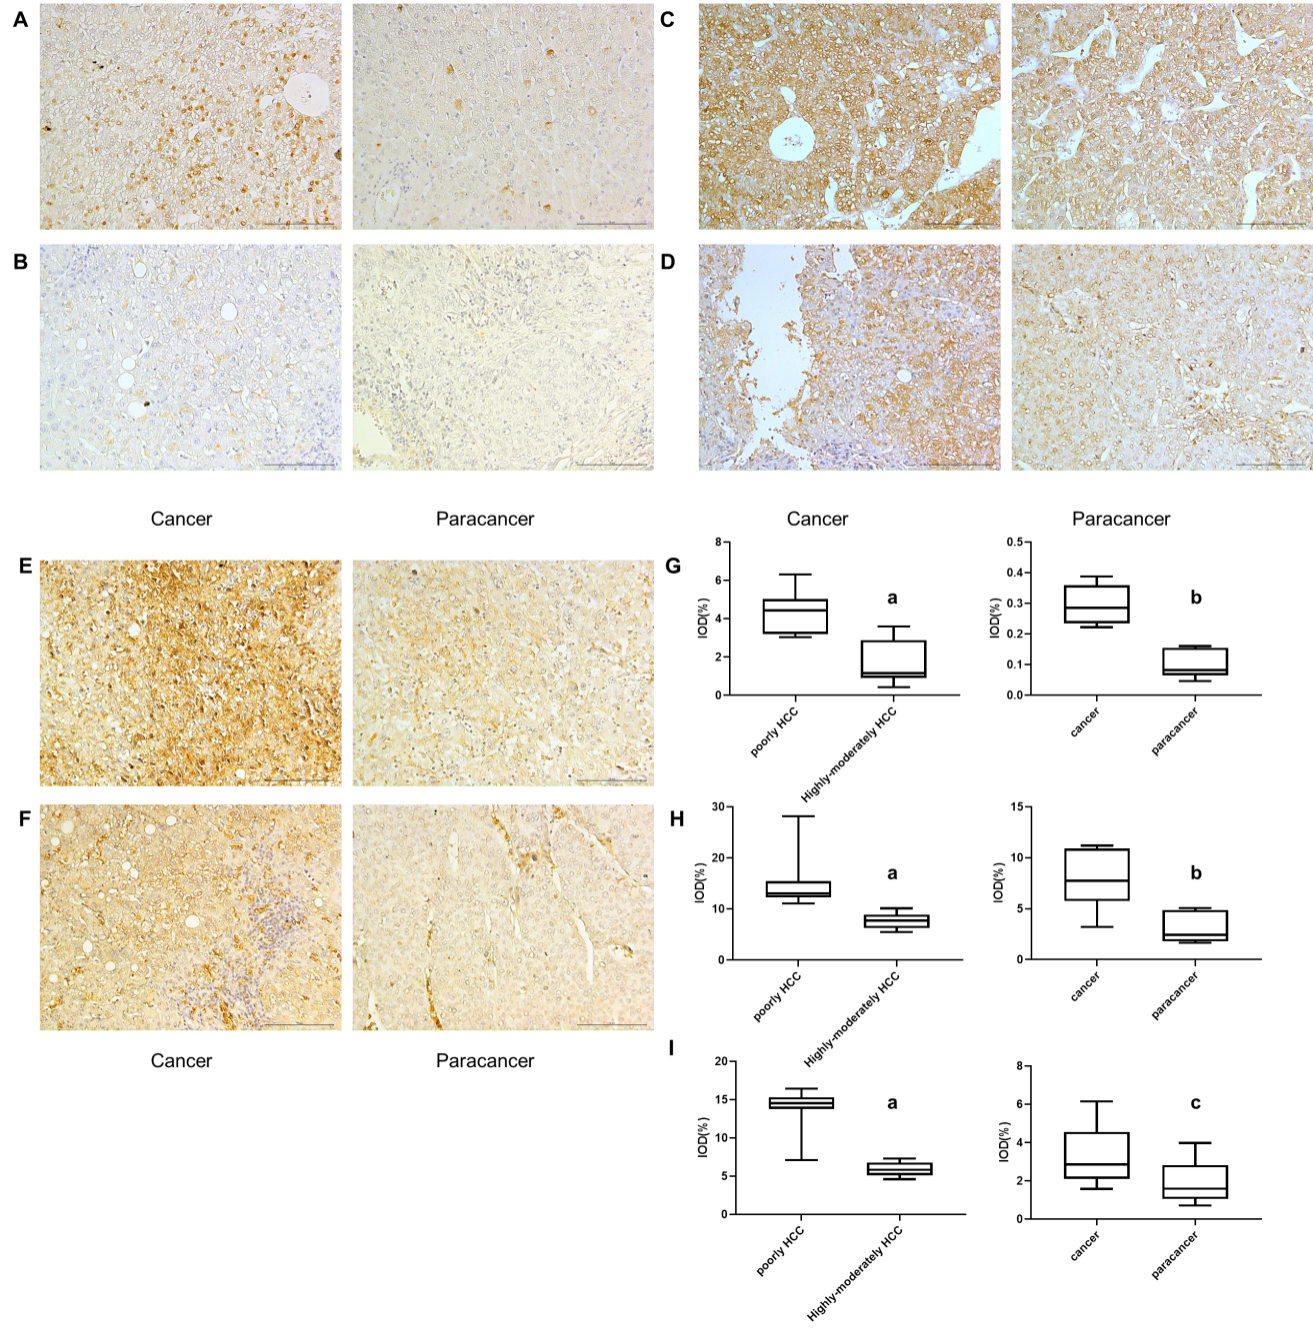 A
C
B
D
Cancer
Paracancer
Cancer
Paracancer
E
F
Cancer
Paracancer
G
8
6
4
2
0
IOD(%)
a
poorly HCC
Highly-moderately HCC
0.5
0.4
0.3
0.2
0.1
0.0
IOD(%)
b
cancer
paracancer
H
30
20
10
0
IOD(%)
a
poorly HCC
Highly-moderately HCC
15
10
5
0
IOD(%)
b
cancer
paracancer
I
20
15
10
5
0
IOD(%)
a
poorly HCC
Highly-moderately HCC
8
6
4
2
0
IOD(%)
c
cancer
paracancer